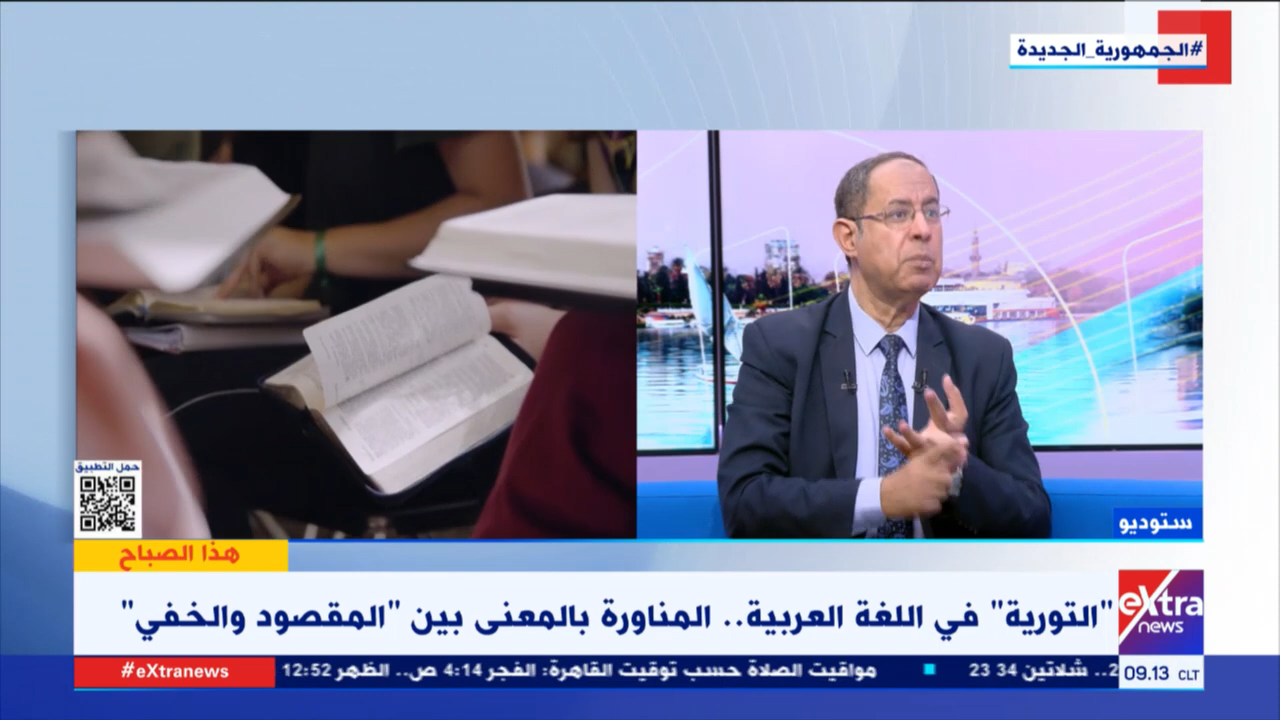 #الجمهورية_الجديدة
حمل التطبيق
ستوديو
هذا الصباح
"التورية" في اللغة العربية.. المناورة بالمعنى بين "المقصود والخفي"
eXtra
news
2.. شلاتين 34 23 مواقيت الصلاة حسب توقيت القاهرة: الفجر 4:14 ص.. الظهر 12:52
#eXtranews
09.13 CLT